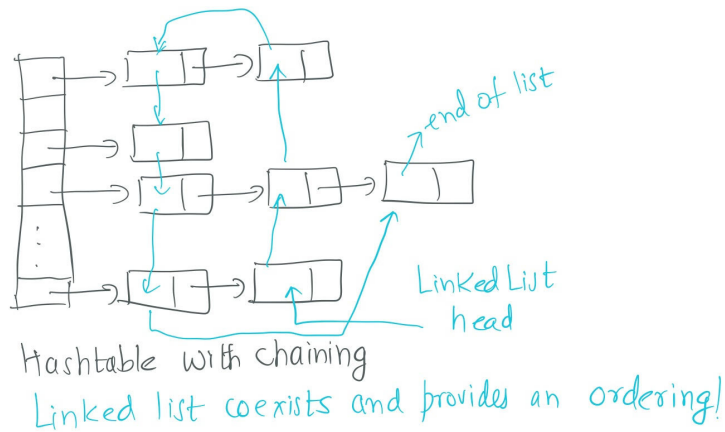 end of list
Linked List
head
Hashtable with chaining
Linked list coexists and provides an ordering!